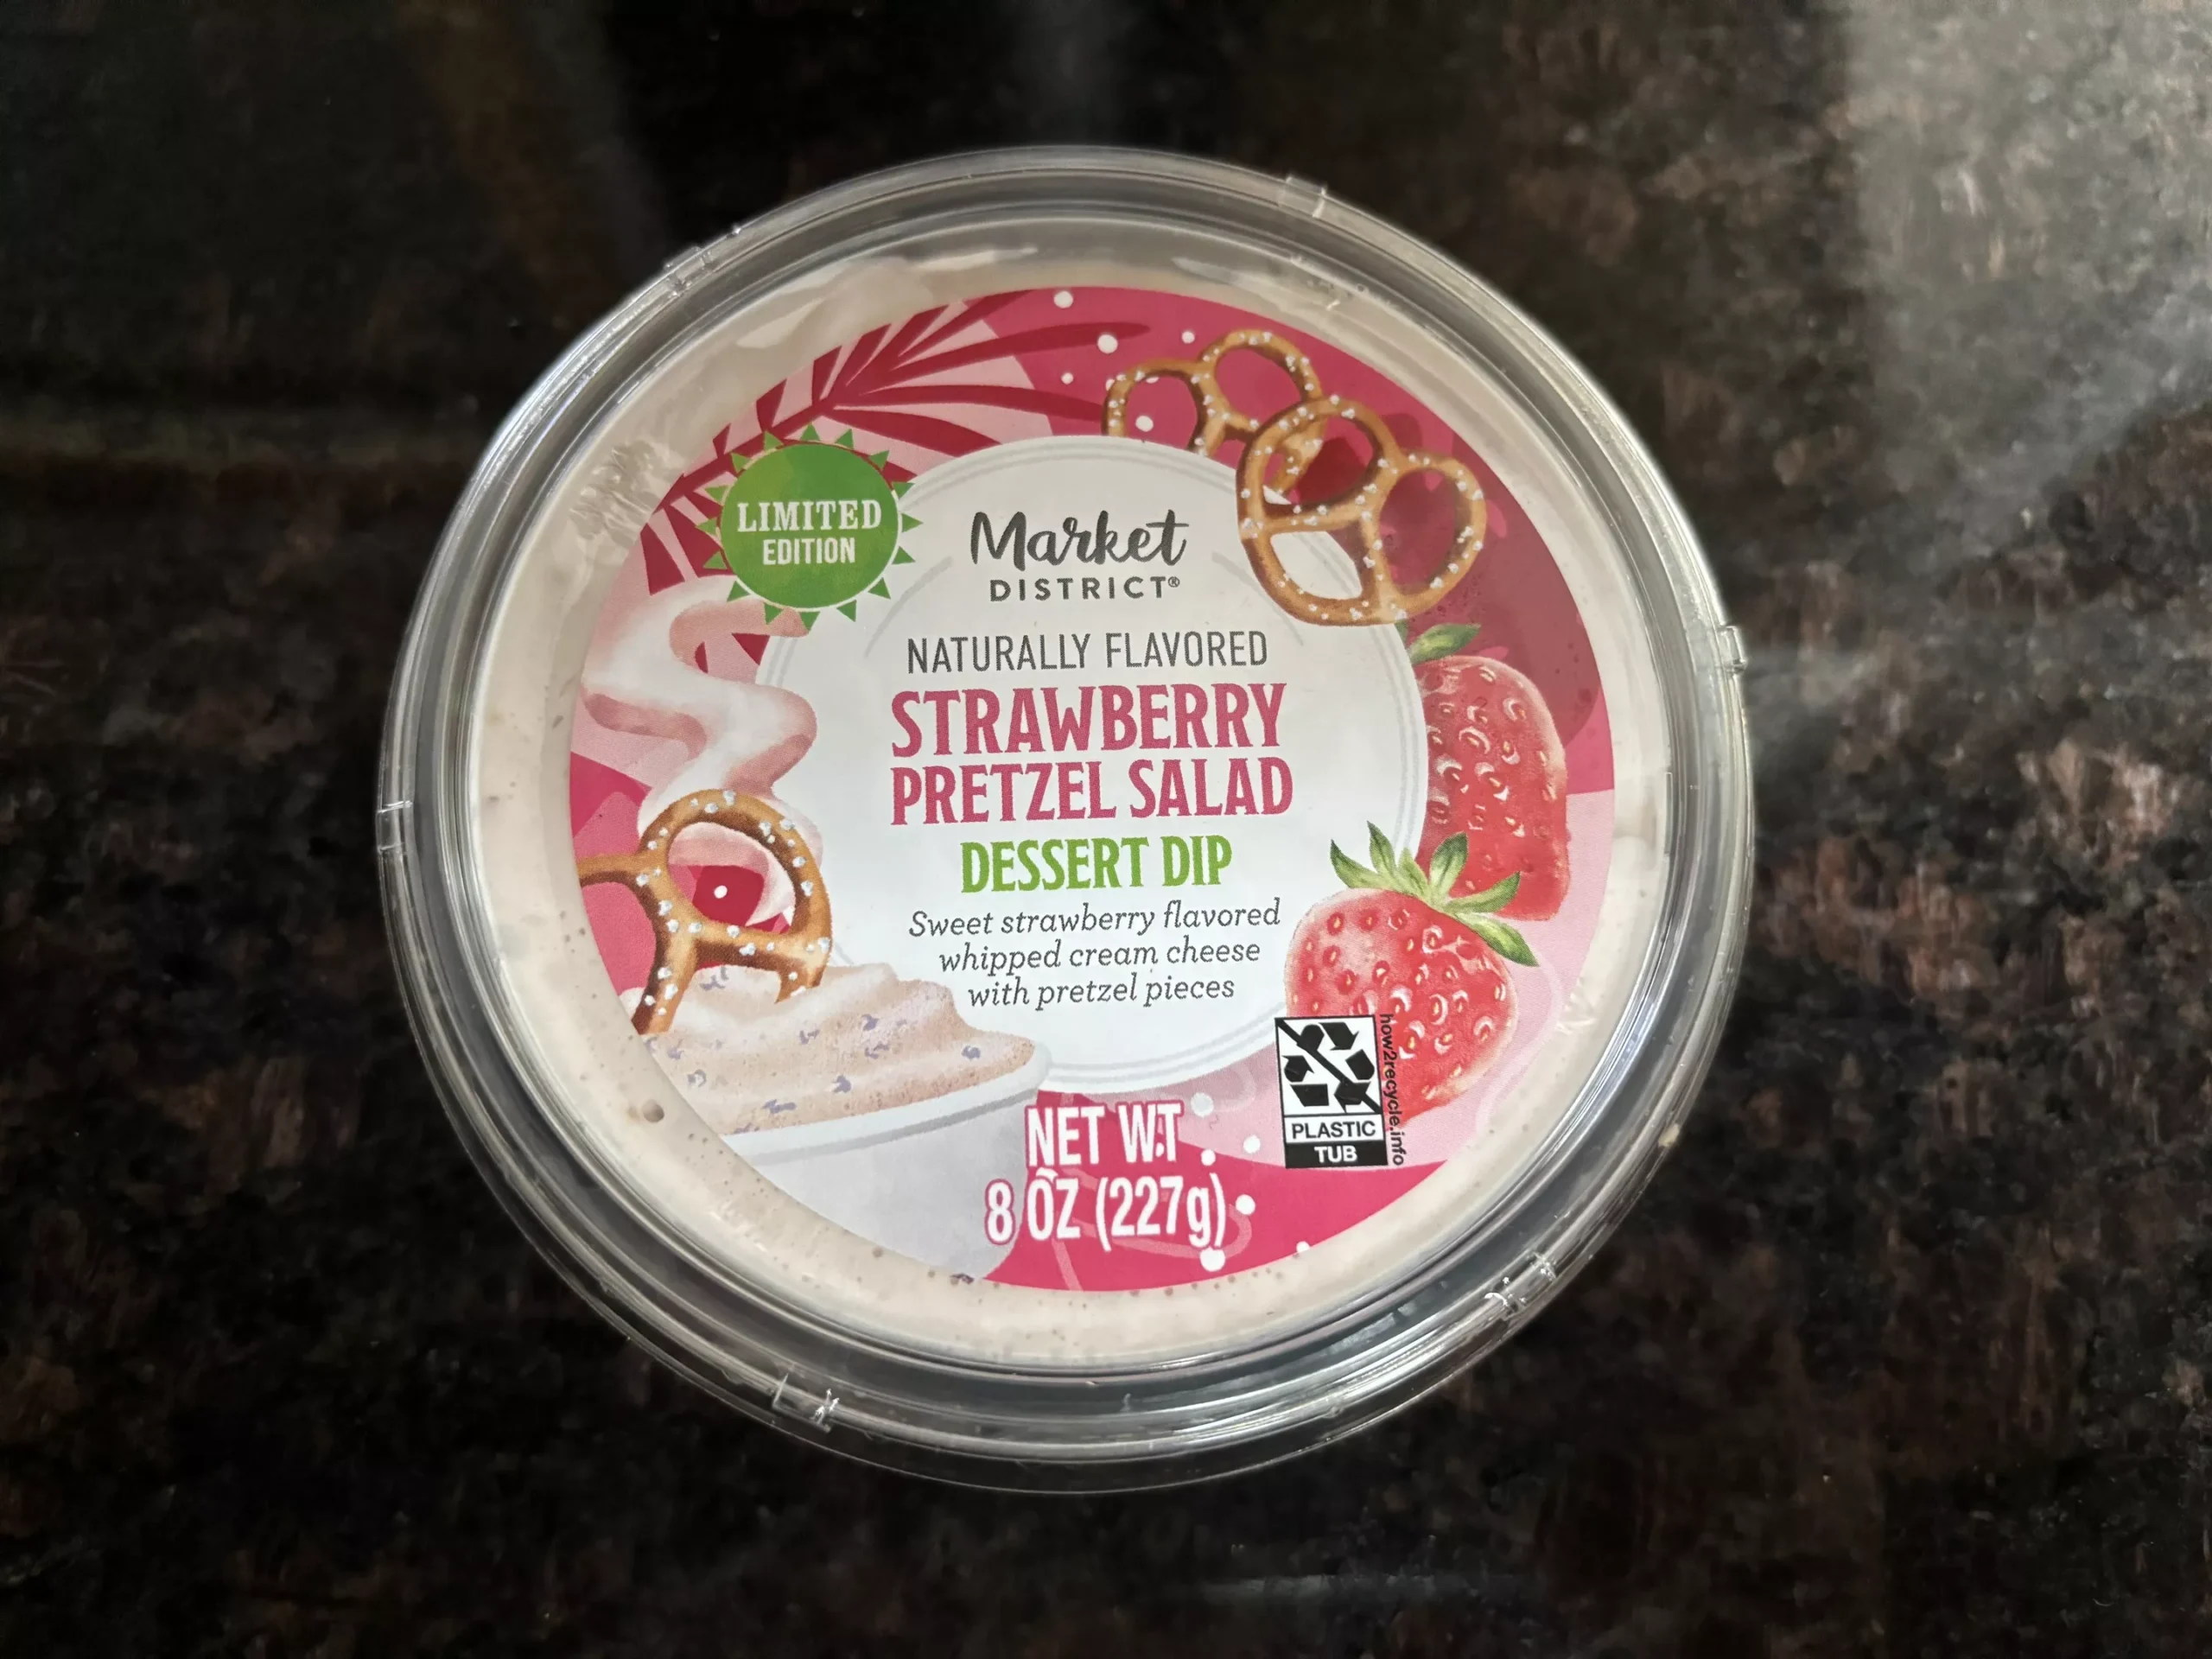 LIMITED
EDITION
Market
DISTRICT®
NATURALLY FLAVORED
STRAWBERRY
PRETZEL SALAD
DESSERT DIP
Sweet strawberry flavored
whipped cream cheese
with pretzel pieces
NET WT
8 OZ (227g)
PLASTIC
TUB
how2recycle.info